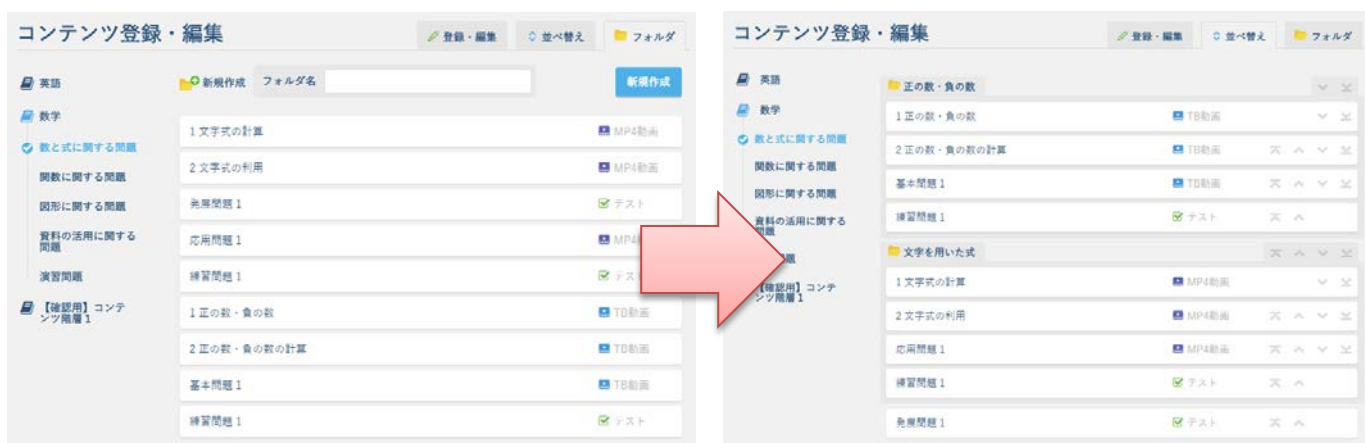 コンテンツ登録・編集
登録・編集
並べ替え
フォルダ
英語
数学
数と式に関する問題
関数に関する問題
図形に関する問題
資料の活用に関する
問題
演習問題
【確認用】コンテ
ンツ階層1
新規作成 フォルダ名
新規作成
1 文字式の計算 MP4動画
2 文字式の利用 MP4動画
発展問題 1 テスト
応用問題 1 MP4
練習問題 1 テス
1 正の数・負の数 TB動画
2 正の数・負の数の計算 TB動画
基本問題 1 TB動画
練習問題 1 テスト
コンテンツ登録・編集
登録・編集
並べ替え
フォルダ
英語
数学
数と式に関する問題
関数に関する問題
図形に関する問題
資料の活用に関する
問題
題
【確認用】コンテ
ンツ階層1
正の数・負の数
1 正の数・負の数 TB動画
2 正の数・負の数の計算 TB動画
基本問題 1 TB動画
練習問題 1 テスト
文字を用いた式
1 文字式の計算 MP4動画
2 文字式の利用 MP4動画
応用問題 1 MP4動画
練習問題 1 テスト
発展問題 1 テスト